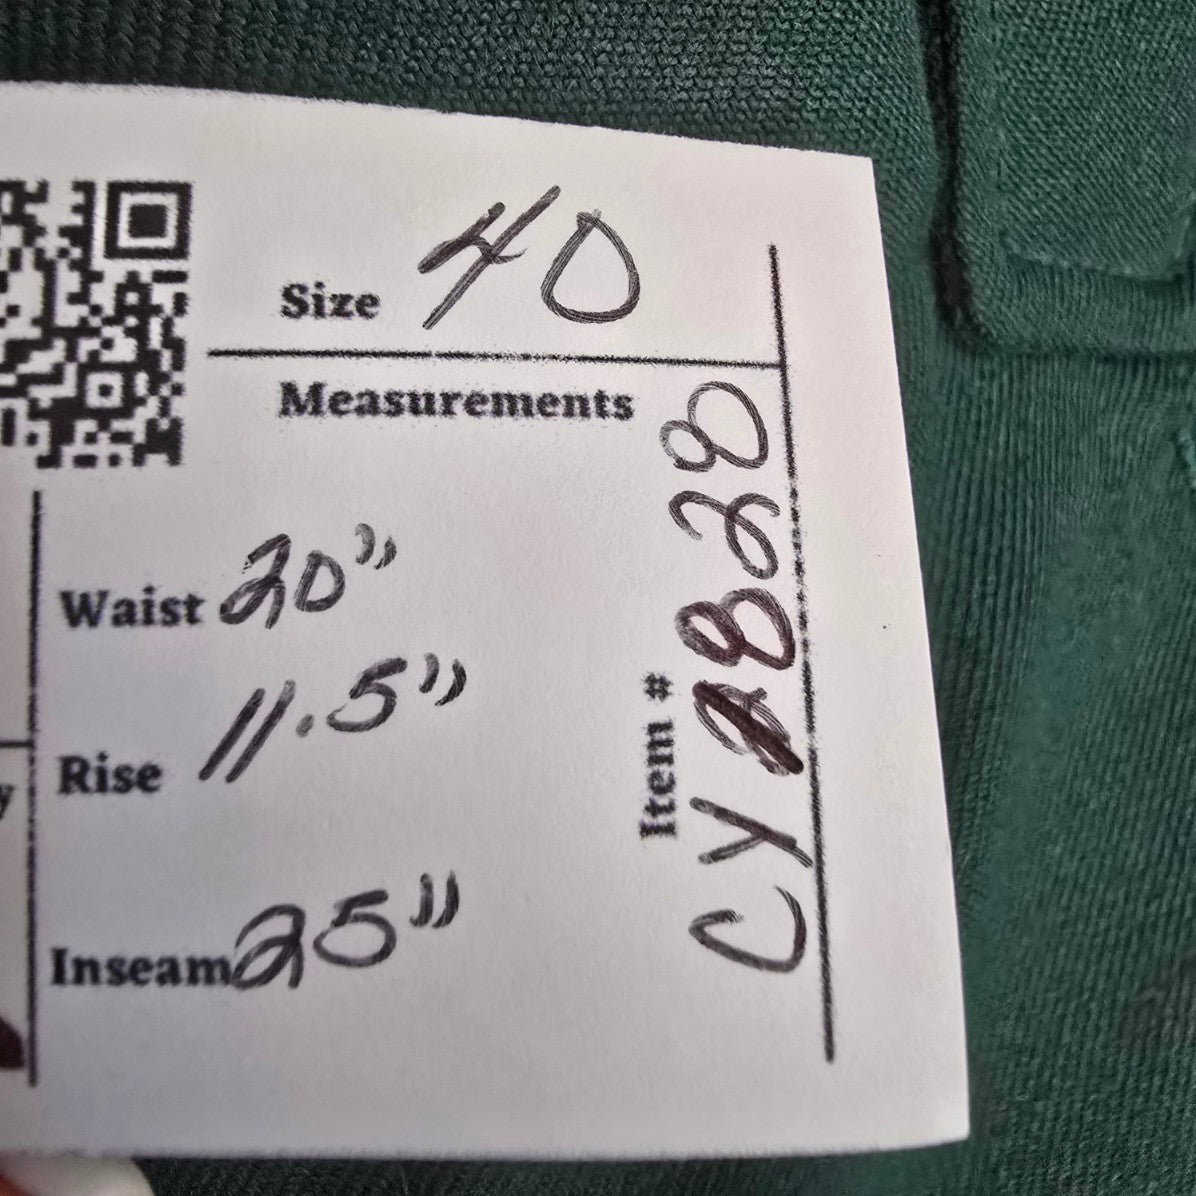 Size 40
Measurements
Waist 20"
Rise 11.5"
Inseam 25"
Item #